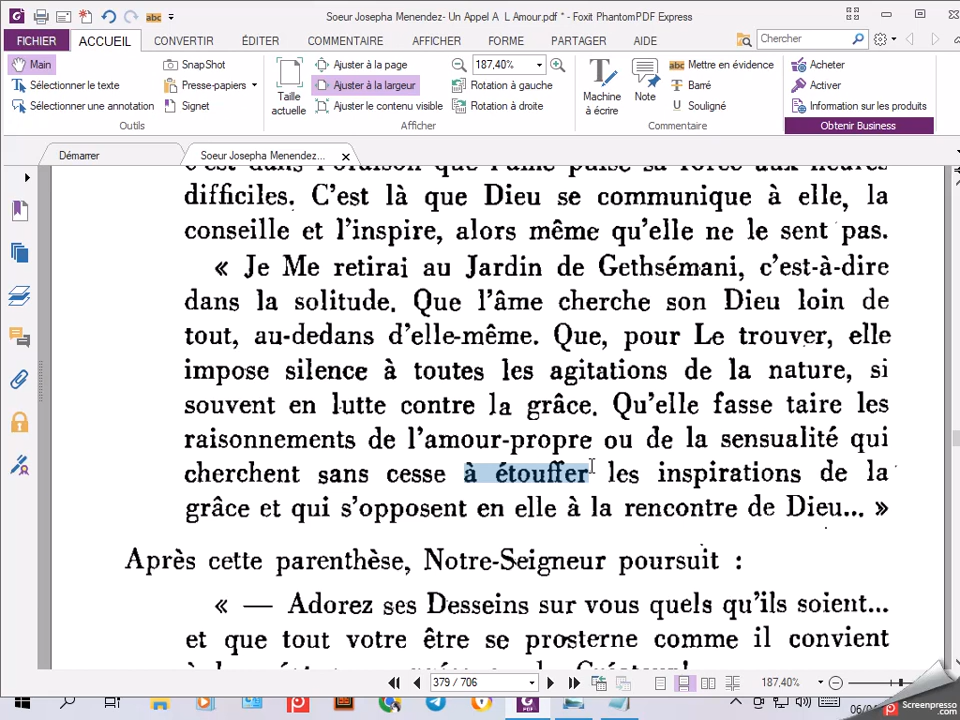 Soeur Josepha Menendez- Un Appel A L Amour.pdf * - Foxit PhantomPDF Express
FICHIER ACCUEIL CONVERTIR ÉDITER COMMENTAIRE AFFICHER FORME PARTAGER AIDE Chercher
Main SnapShot Ajuster à la page 187,40% abc Mettre en évidence Acheter
Sélectionner le texte Presse-papiers Ajuster à la largeur Rotation à gauche Barré Activer
Sélectionner une annotation Signet Taille actuelle Ajuster le contenu visible Rotation à droite Machine à écrire Note Souligné Information sur les produits
Outils Afficher Commentaire Obtenir Business
Démarrer Soeur Josepha Menendez...
difficiles. C'est là que Dieu se communique à elle, la
conseille et l'inspire, alors même qu'elle ne le sent pas.
« Je Me retirai au Jardin de Gethsémani, c'est-à-dire
dans la solitude. Que l'âme cherche son Dieu loin de
tout, au-dedans d'elle-même. Que, pour Le trouver, elle
impose silence à toutes les agitations de la nature, si
souvent en lutte contre la grâce. Qu'elle fasse taire les
raisonnements de l'amour-propre ou de la sensualité qui
cherchent sans cesse à étouffer les inspirations de la
grâce et qui s'opposent en elle à la rencontre de Dieu... »
Après cette parenthèse, Notre-Seigneur poursuit :
« — Adorez ses Desseins sur vous quels qu'ils soient...
et que tout votre être se prosterne comme il convient
379 / 706 187,40%
Screenpresso
.com